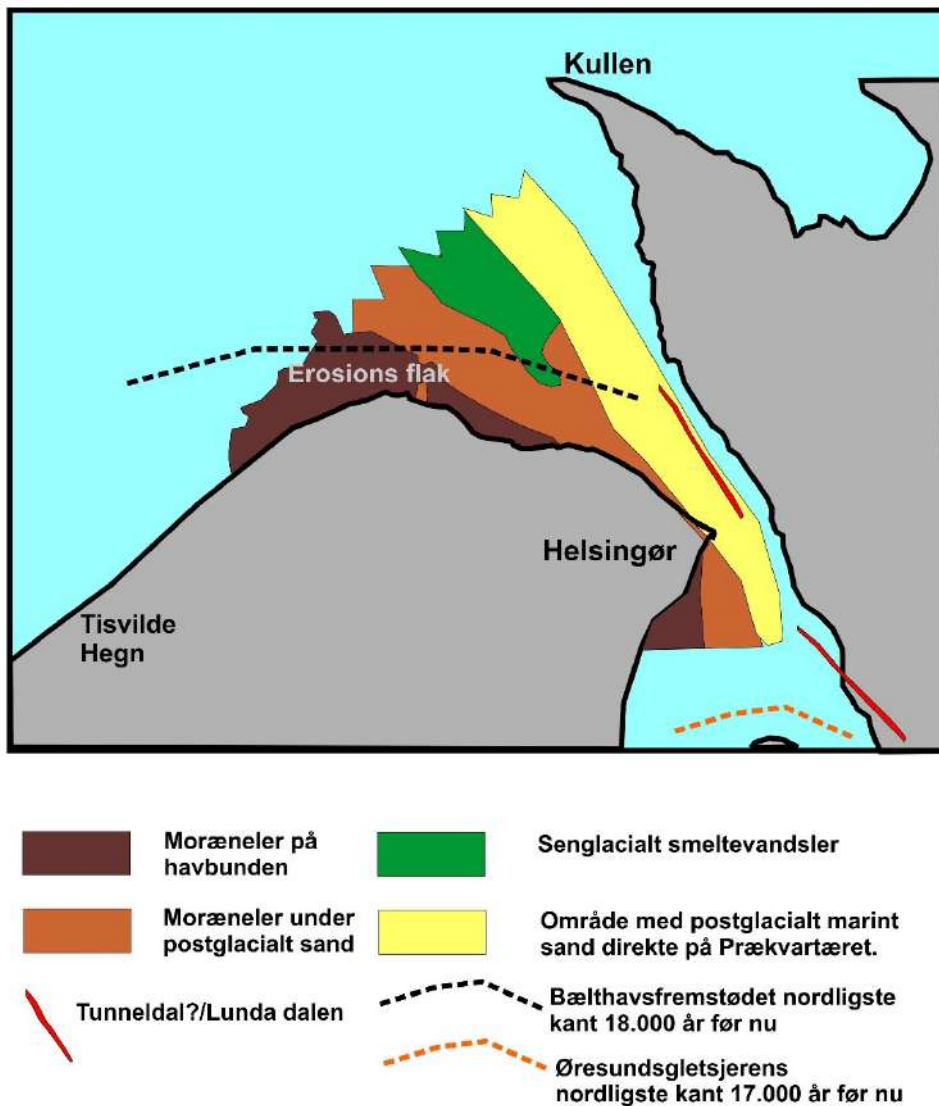 Kullen
Erosions flak
Helsingør
Tisvilde
Hegn
Moræneler på
havbunden
Senglacialt smeltevandsler
Moræneler under
postglacialt sand
Område med postglacialt marint
sand direkte på Prækvartæret.
Tunneldal?/Lunda dalen
Bælthavsfremstødet nordligste
kant 18.000 år før nu
Øresundsgletsjerens
nordligste kant 17.000 år før nu